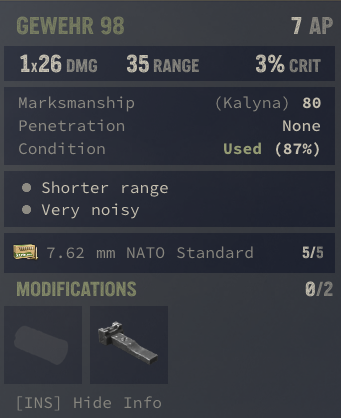 GEWEHR 98 7 AP
1x26 DMG 35 RANGE 3% CRIT
Marksmanship (Kalyna) 80
Penetration None
Condition Used (87%)
Shorter range
Very noisy
7.62 mm NATO Standard 5/5
MODIFICATIONS 0/2
[INS] Hide Info